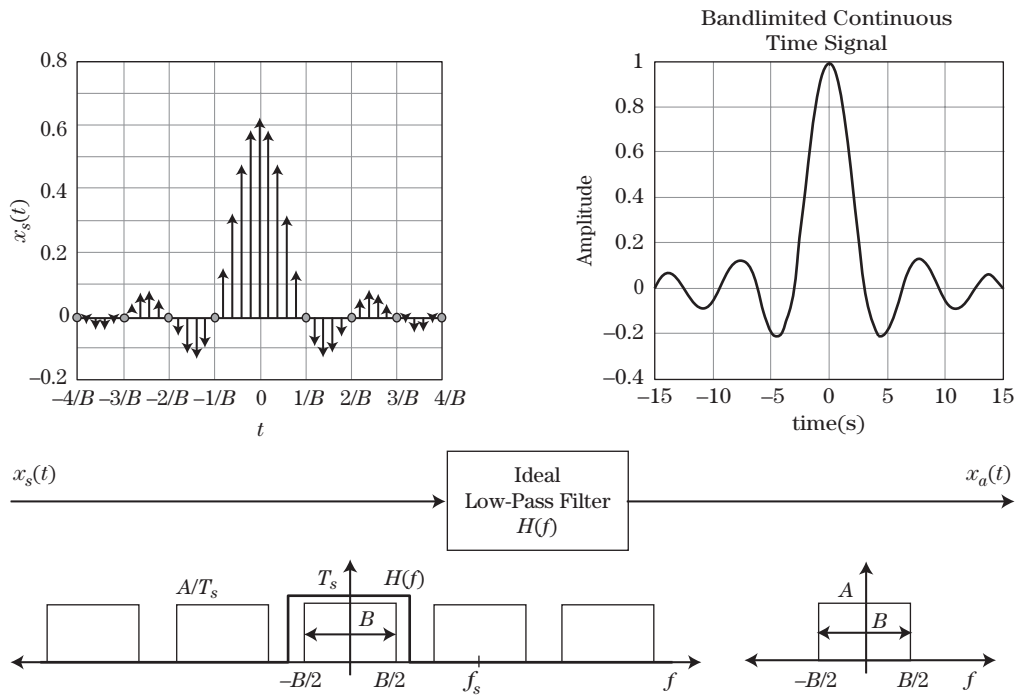 Bandlimited Continuous
Time Signal
0.8
0.6
0.4
0.2
0
−0.2
x_s(t)
−4/B −3/B −2/B −1/B 0 1/B 2/B 3/B 4/B
t
1
0.8
0.6
0.4
0.2
0
−0.2
−0.4
Amplitude
−15 −10 −5 0 5 10 15
time(s)
x_s(t)
Ideal
Low-Pass Filter
H(f)
x_a(t)
A/T_s
T_s
H(f)
B
−B/2
B/2
f_s
f
A
B
−B/2
B/2
f